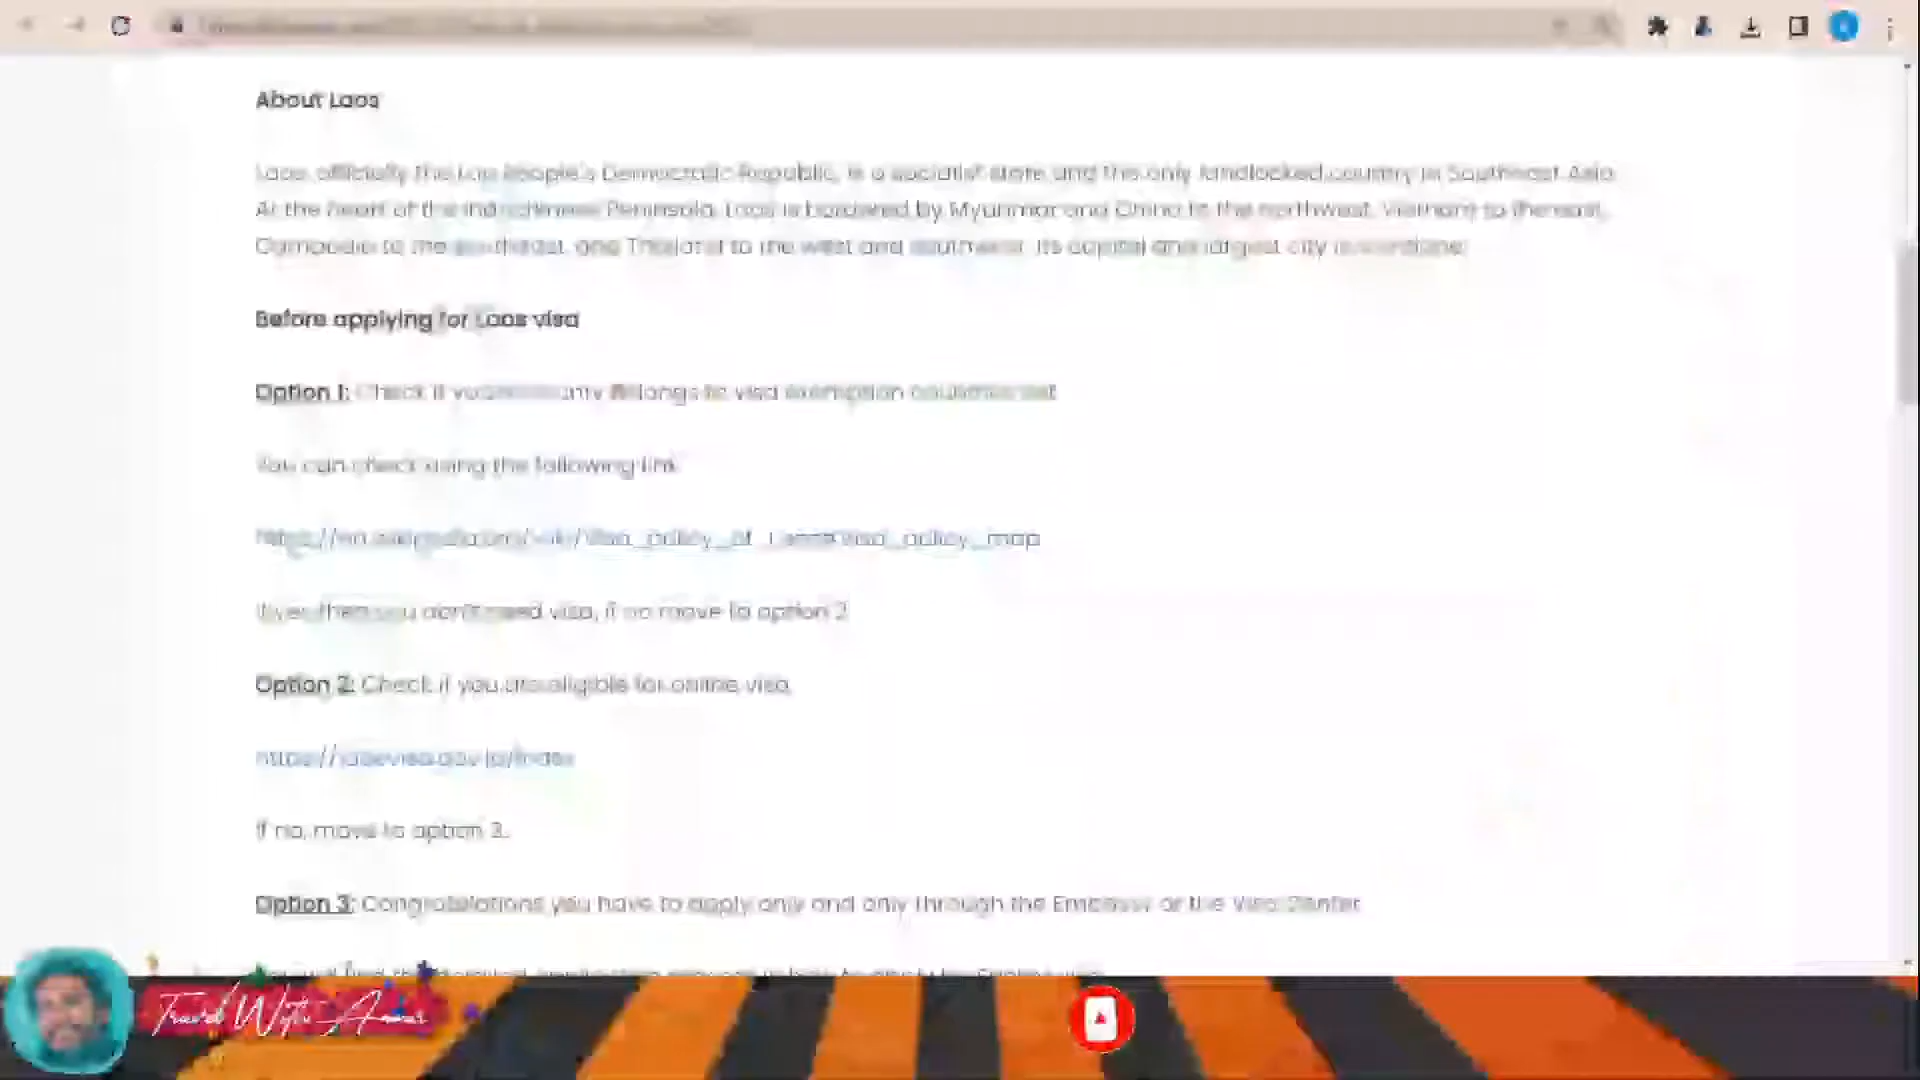 About Laos
Laos, officially the Lao People's Democratic Republic, is a socialist state and the only landlocked country in Southeast Asia.
At the heart of the Indochinese Peninsula, Laos is bordered by Myanmar and China to the northwest, Vietnam to the east,
Cambodia to the southeast, and Thailand to the west and southwest. Its capital and largest city is Vientiane.
Before applying for Laos visa
Option 1: Check if your country belongs to visa exemption countries list
You can check using the following link
If yes, then you don't need visa, if no move to option 2
Option 2: Check if you are eligible for online visa
If no, move to option 3.
Option 3: Congratulations you have to apply only and only through the Embassy or the Visa Center
Travel With